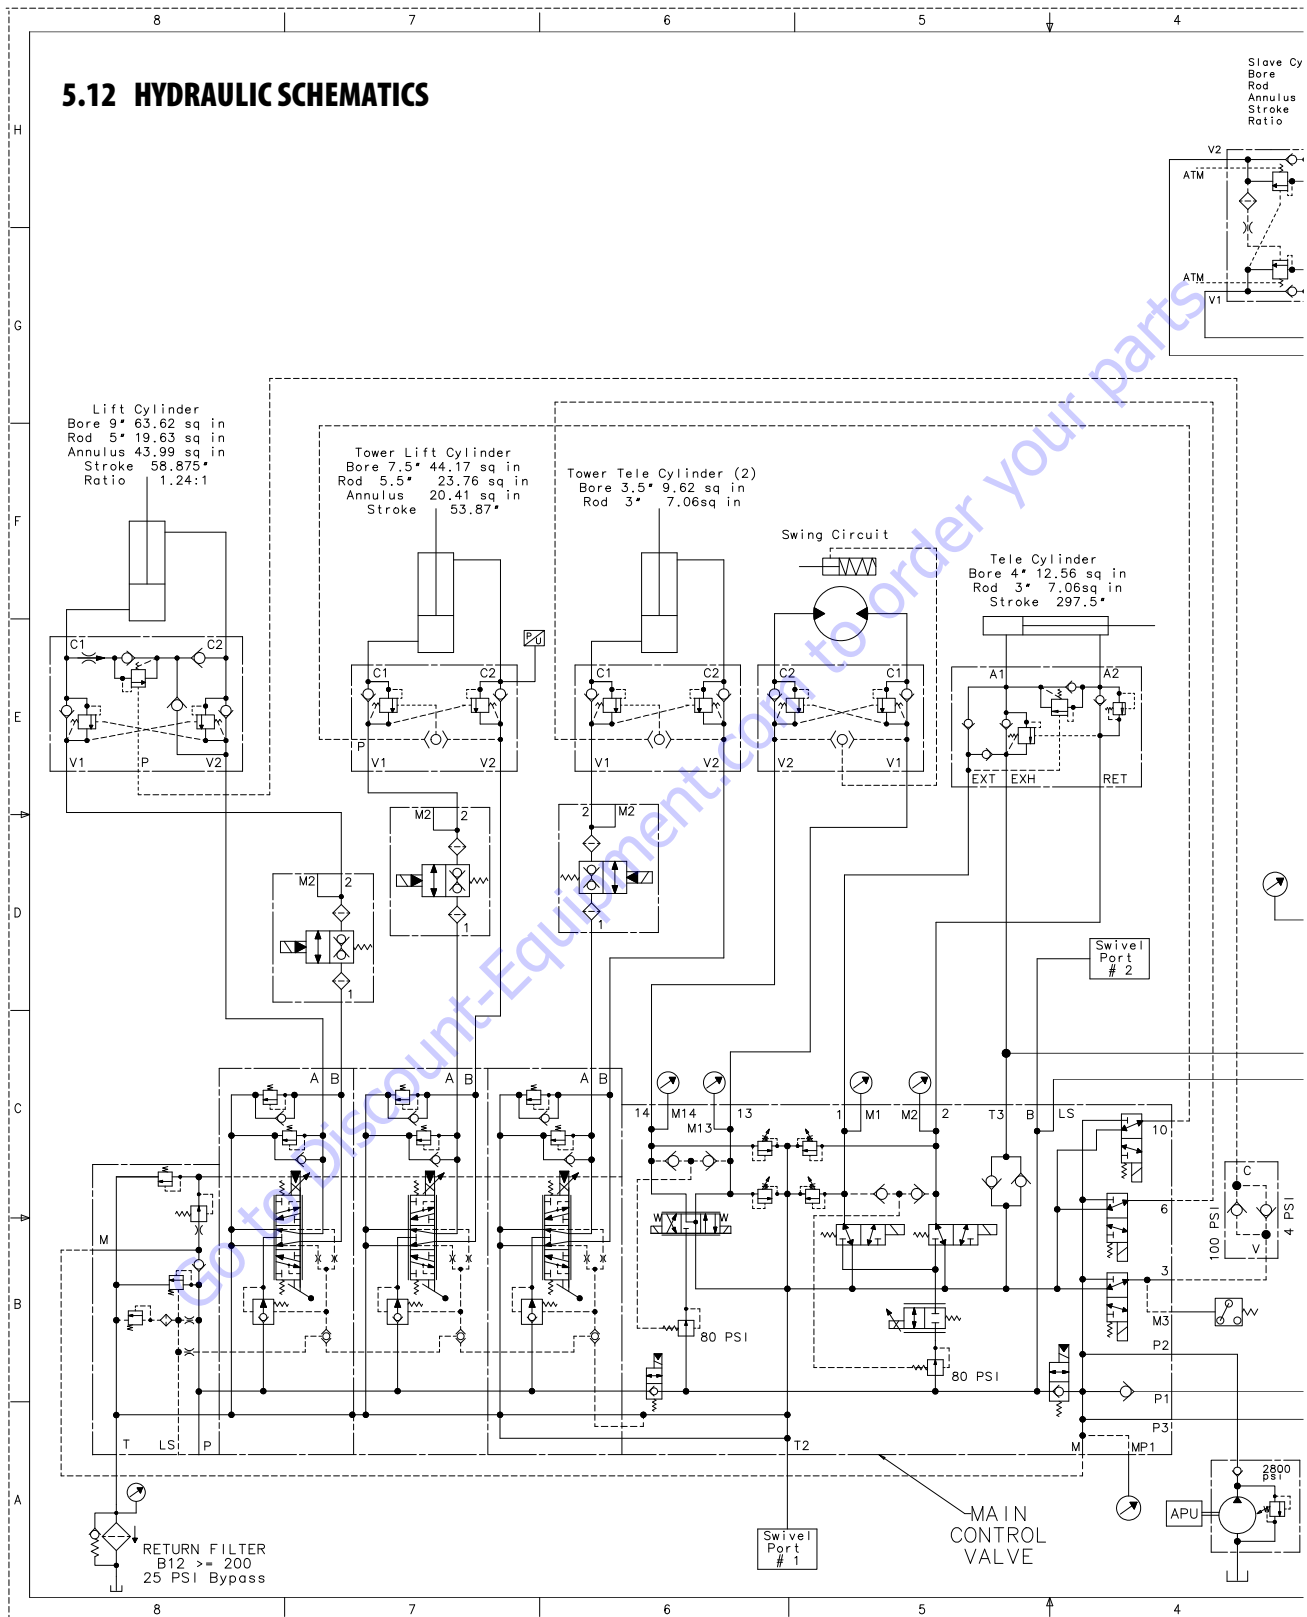 8 7 6 5 4
5.12 HYDRAULIC SCHEMATICS
Slave Cy
Bore
Rod
Annulus
Stroke
Ratio
H
V2
ATM
ATM
V1
G
Lift Cylinder
Bore 9" 63.62 sq in
Rod 5" 19.63 sq in
Annulus 43.99 sq in
Stroke 58.875"
Ratio 1.24:1
Tower Lift Cylinder
Bore 7.5" 44.17 sq in
Rod 5.5" 23.76 sq in
Annulus 20.41 sq in
Stroke 53.87"
Tower Tele Cylinder (2)
Bore 3.5" 9.62 sq in
Rod 3" 7.06sq in
Swing Circuit
Tele Cylinder
Bore 4" 12.56 sq in
Rod 3" 7.06sq in
Stroke 297.5"
F
P
U
C1 C2
C1 C2
C1 C2
C2 C1
A1 A2
E
P
V1 P V2
V1 V2
V1 V2
V2 V1
EXT EXH RET
M2 2
2 M2
M2 2
D
1
1
1
Swivel
Port
# 2
A B
A B
A B
C
14 M14 M13 13
1 M1 M2 2 T3 B LS
10
6
3
M3
P2
P1
P3
C
100 PSI
4 PSI
V
M
B
80 PSI
80 PSI
T LS P
T2
M MP1
A
2800
psi
APU
MAIN
CONTROL
VALVE
Swivel
Port
# 1
RETURN FILTER
B12 >= 200
25 PSI Bypass
8 7 6 5 4
Go to Discount-Equipment.com to order your parts